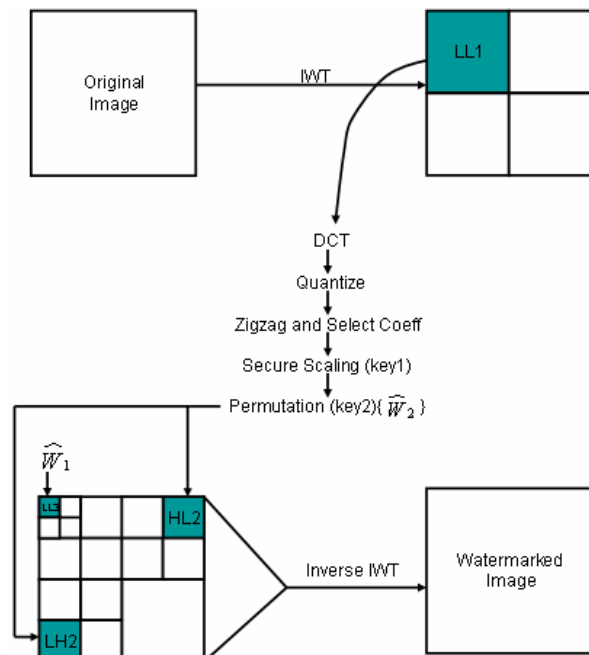 Original
Image
IWT
LL1
DCT
Quantize
Zigzag and Select Coeff
Secure Scaling (key1)
Permutation (key2){ Ŵ₂ }
Ŵ₁
HL2
LH2
Inverse IWT
Watermarked
Image